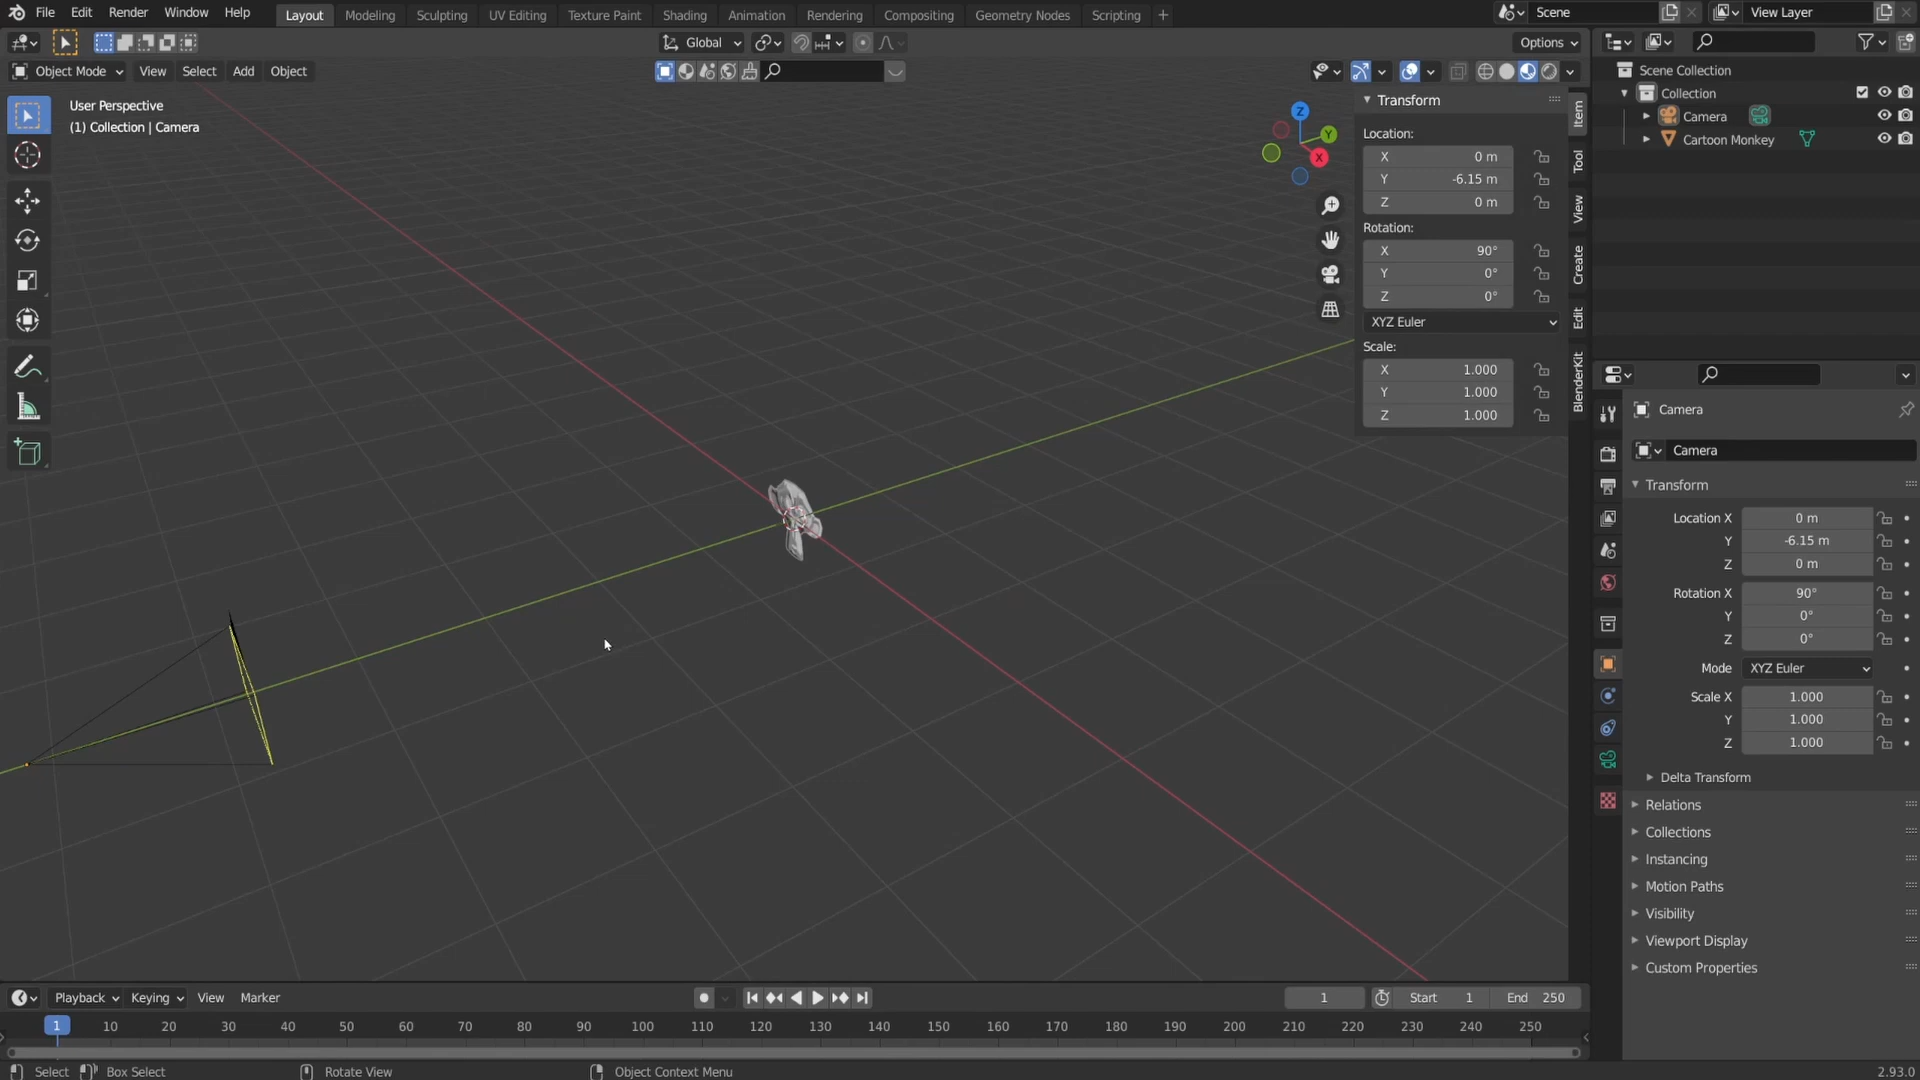 File Edit Render Window Help Layout Modeling Sculpting UV Editing Texture Paint Shading Animation Rendering Compositing Geometry Nodes Scripting + Scene View Layer
Global Options
Object Mode View Select Add Object
User Perspective
(1) Collection | Camera
Z
Y
X
Transform
Location:
X 0 m
Y -6.15 m
Z 0 m
Rotation:
X 90°
Y 0°
Z 0°
XYZ Euler
Scale:
X 1.000
Y 1.000
Z 1.000
Item
Tool
View
Create
Edit
BlenderKit
Scene Collection
Collection
Camera
Cartoon Monkey
Camera
Camera
Transform
Location X 0 m
Y -6.15 m
Z 0 m
Rotation X 90°
Y 0°
Z 0°
Mode XYZ Euler
Scale X 1.000
Y 1.000
Z 1.000
Delta Transform
Relations
Collections
Instancing
Motion Paths
Visibility
Viewport Display
Custom Properties
Playback Keying View Marker 1 Start 1 End 250
1 10 20 30 40 50 60 70 80 90 100 110 120 130 140 150 160 170 180 190 200 210 220 230 240 250
Select Box Select Rotate View Object Context Menu 2.93.0